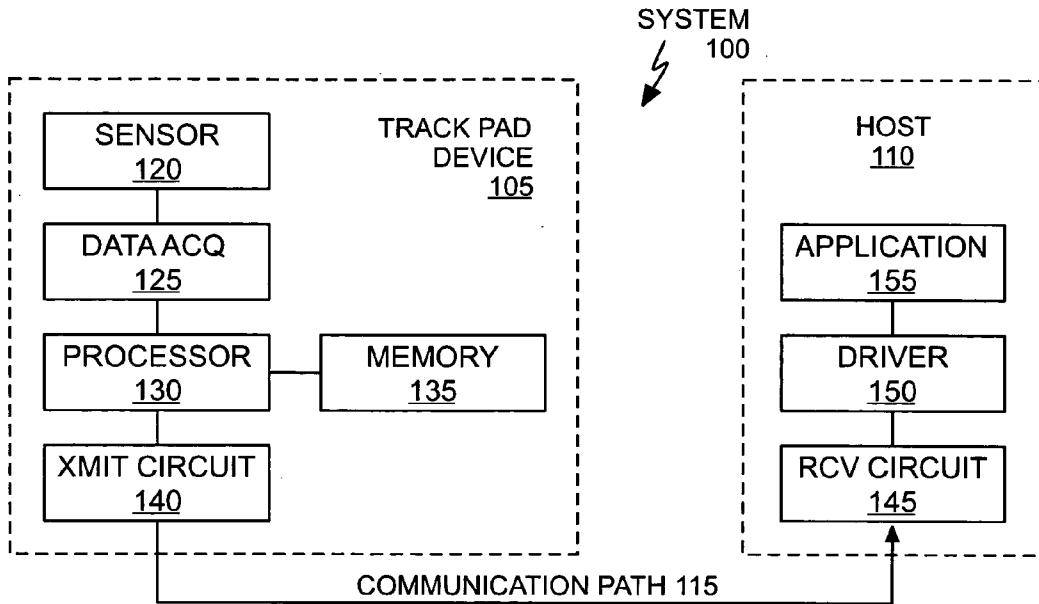 SYSTEM
100
TRACK PAD
DEVICE
105
SENSOR
120
DATA ACQ
125
PROCESSOR
130
MEMORY
135
XMIT CIRCUIT
140
HOST
110
APPLICATION
155
DRIVER
150
RCV CIRCUIT
145
COMMUNICATION PATH 115